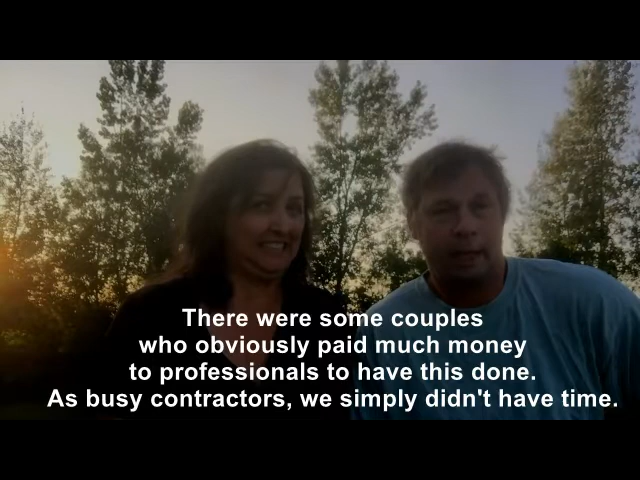 There were some couples
who obviously paid much money
to professionals to have this done.
As busy contractors, we simply didn't have time.